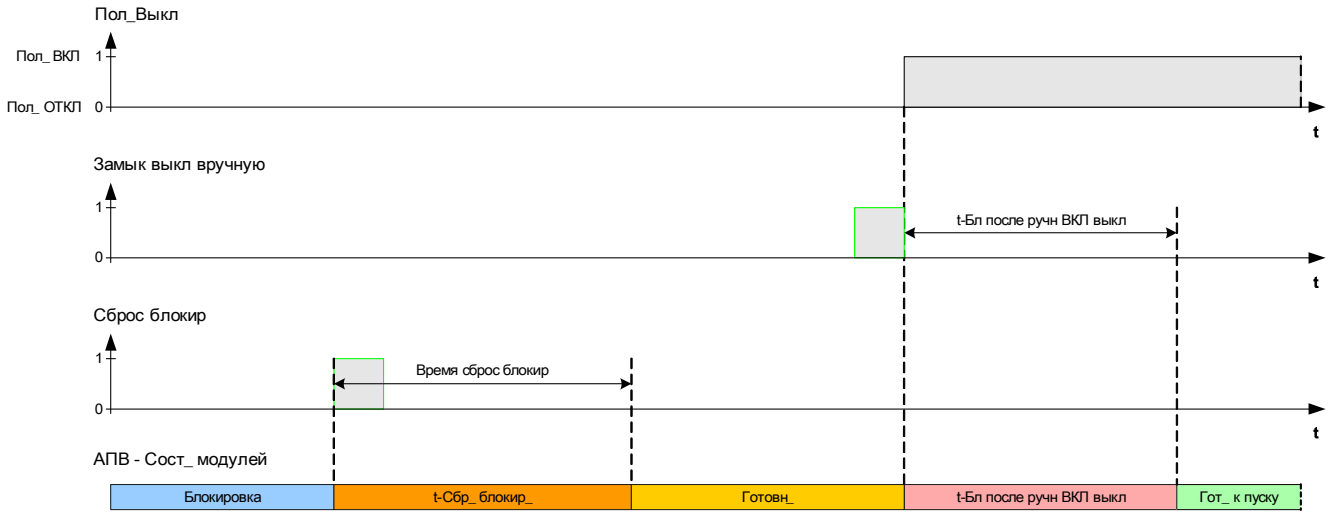 Пол_Выкл
Пол_ ВКЛ 1
Пол_ ОТКЛ 0
t
Замык выкл вручную
1
t-Бл после ручн ВКЛ выкл
0
t
Сброс блокир
1
Время сброс блокир
0
t
АПВ - Сост_ модулей
Блокировка t-Сбр_ блокир_ Готовн_ t-Бл после ручн ВКЛ выкл Гот_ к пуску